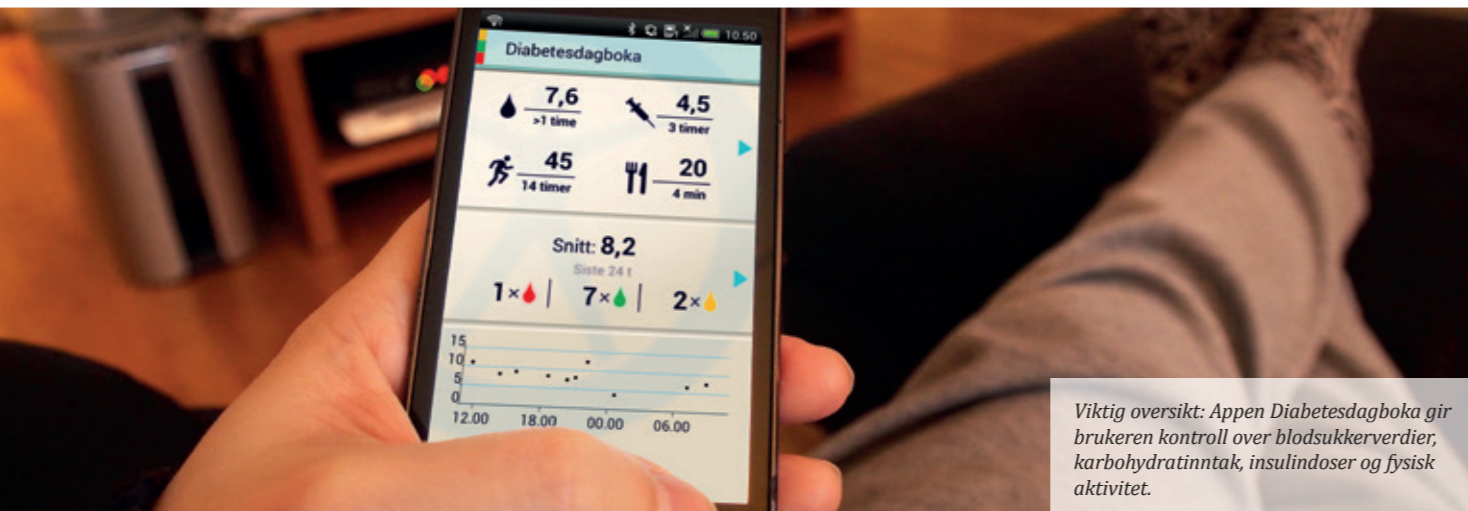 10.50
Diabetesdagboka
7,6
>1 time
4,5
3 timer
45
14 timer
20
4 min
Snitt: 8,2
Siste 24 t
1× | 7× | 2×
15
10
5
0
12.00 18.00 00.00 06.00
Viktig oversikt: Appen Diabetesdagboka gir
brukeren kontroll over blodsukkerverdier,
karbohydratinntak, insulindoser og fysisk
aktivitet.